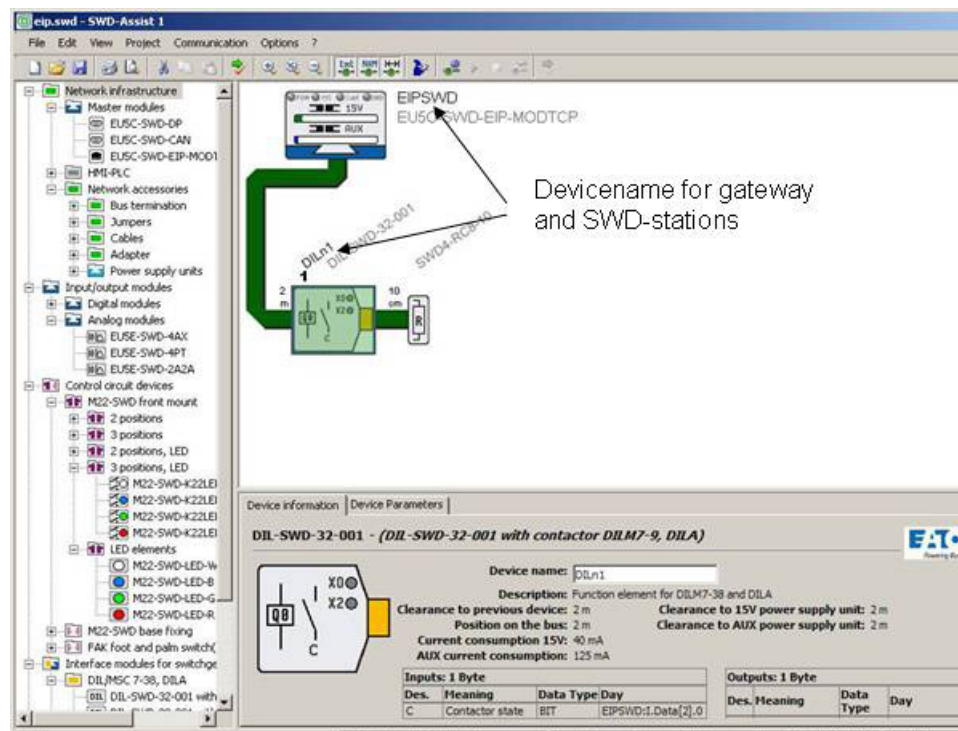 eip.swd - SWD-Assist 1
File Edit View Project Communication Options ?
Network infrastructure
Master modules
EU5C-SWD-DP
EU5C-SWD-CAN
EU5C-SWD-EIP-MOD1
HMI-PLC
Network accessories
Bus termination
Jumpers
Cables
Adapter
Power supply units
Input/output modules
Digital modules
Analog modules
EU5E-SWD-4AX
EU5E-SWD-4PT
EU5E-SWD-2A2A
Control circuit devices
M22-SWD front mount
2 positions
3 positions
2 positions, LED
3 positions, LED
M22-SWD-K22LEI
M22-SWD-K22LEI
M22-SWD-K22LEI
M22-SWD-K22LEI
LED elements
M22-SWD-LED-W
M22-SWD-LED-B
M22-SWD-LED-G
M22-SWD-LED-R
M22-SWD base fixing
FAK foot and palm switch(
Interface modules for switchge
DIL/MSC 7-38, DILA
DIL-SWD-32-001 with
EIPSWD
EU5C-SWD-EIP-MODTCP
15V
AUX
Devicename for gateway
and SWD-stations
DILn1
DIL-SWD-32-001
SWD4-RC8-10
1
2 m
10 cm
X0
X2
Q8
C
R
Device information Device Parameters
DIL-SWD-32-001 - (DIL-SWD-32-001 with contactor DILM7-9, DILA)
X0
X2
Q8
C
Device name: DILn1
Description: Function element for DILM7-38 and DILA
Clearance to previous device: 2 m Clearance to 15V power supply unit: 2 m
Position on the bus: 2 m Clearance to AUX power supply unit: 2 m
Current consumption 15V: 40 mA
AUX current consumption: 125 mA
Inputs: 1 Byte
Des. Meaning Data Type Day
C Contactor state BIT EIPSWD:I.Data[2].0
Outputs: 1 Byte
Des. Meaning Data Type Day